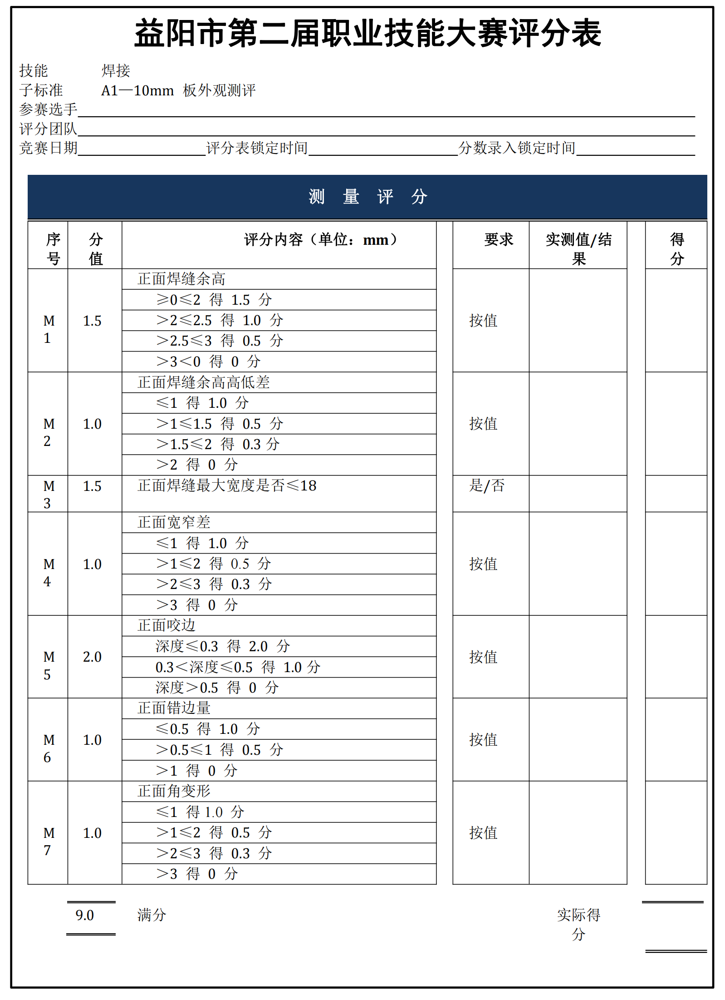 益阳市第二届职业技能大赛评分表
技能 焊接
子标准 A1—10mm 板外观测评
参赛选手
评分团队
竞赛日期 评分表锁定时间 分数录入锁定时间
测 量 评 分
序号 分值 评分内容（单位：mm） 要求 实测值/结果 得分
M1 1.5 正面焊缝余高 按值
≥0≤2 得 1.5 分
>2≤2.5 得 1.0 分
>2.5≤3 得 0.5 分
>3<0 得 0 分
M2 1.0 正面焊缝余高高低差 按值
≤1 得 1.0 分
>1≤1.5 得 0.5 分
>1.5≤2 得 0.3 分
>2 得 0 分
M3 1.5 正面焊缝最大宽度是否≤18 是/否
M4 1.0 正面宽窄差 按值
≤1 得 1.0 分
>1≤2 得 0.5 分
>2≤3 得 0.3 分
>3 得 0 分
M5 2.0 正面咬边 按值
深度≤0.3 得 2.0 分
0.3<深度≤0.5 得 1.0 分
深度>0.5 得 0 分
M6 1.0 正面错边量 按值
≤0.5 得 1.0 分
>0.5≤1 得 0.5 分
>1 得 0 分
M7 1.0 正面角变形 按值
≤1 得 1.0 分
>1≤2 得 0.5 分
>2≤3 得 0.3 分
>3 得 0 分
9.0 满分 实际得分